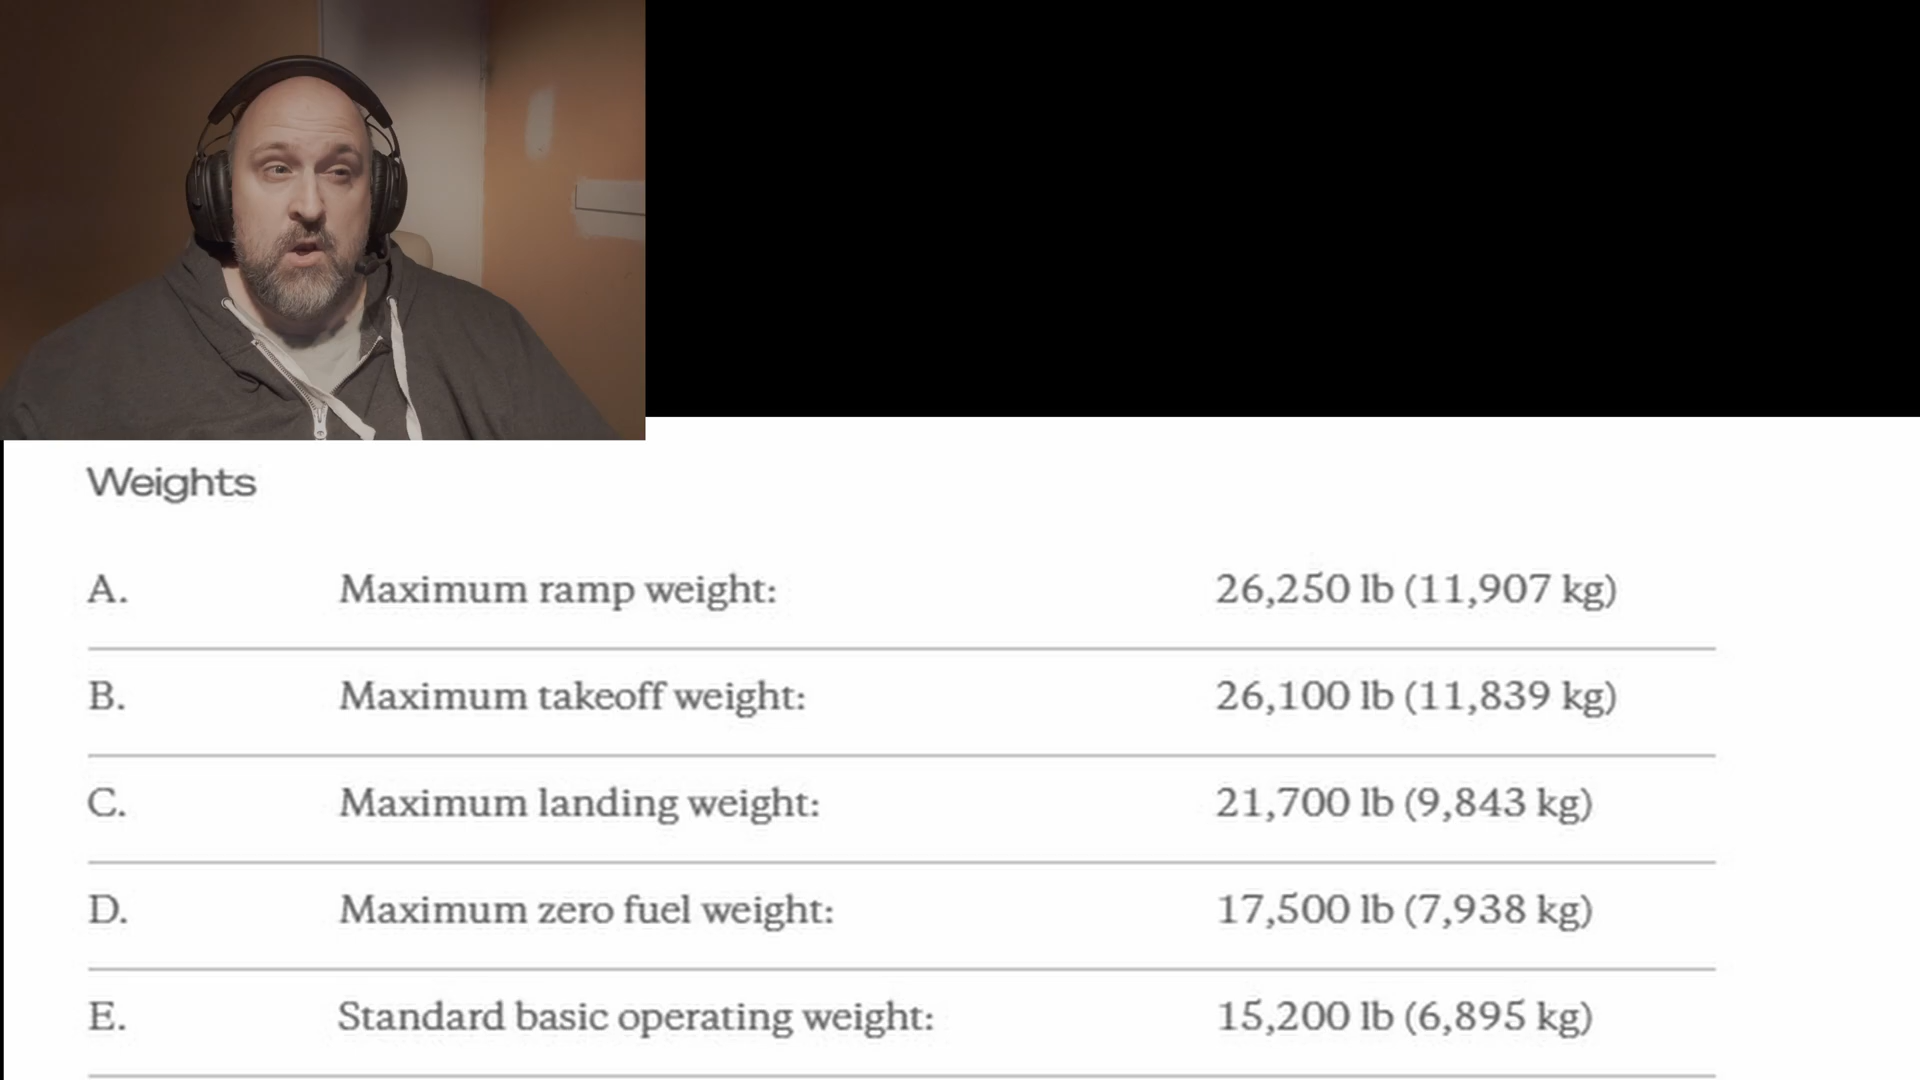 Weights
A. Maximum ramp weight: 26,250 lb (11,907 kg)
B. Maximum takeoff weight: 26,100 lb (11,839 kg)
C. Maximum landing weight: 21,700 lb (9,843 kg)
D. Maximum zero fuel weight: 17,500 lb (7,938 kg)
E. Standard basic operating weight: 15,200 lb (6,895 kg)